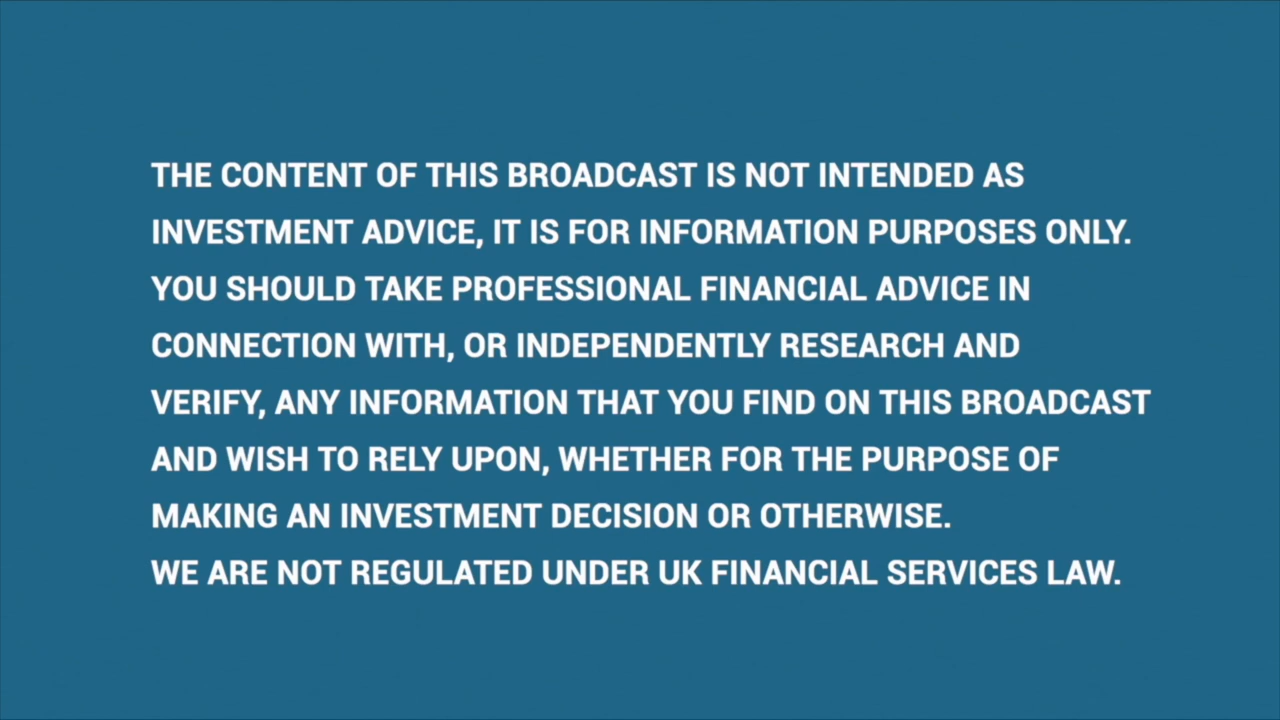 THE CONTENT OF THIS BROADCAST IS NOT INTENDED AS
INVESTMENT ADVICE, IT IS FOR INFORMATION PURPOSES ONLY.
YOU SHOULD TAKE PROFESSIONAL FINANCIAL ADVICE IN
CONNECTION WITH, OR INDEPENDENTLY RESEARCH AND
VERIFY, ANY INFORMATION THAT YOU FIND ON THIS BROADCAST
AND WISH TO RELY UPON, WHETHER FOR THE PURPOSE OF
MAKING AN INVESTMENT DECISION OR OTHERWISE.
WE ARE NOT REGULATED UNDER UK FINANCIAL SERVICES LAW.